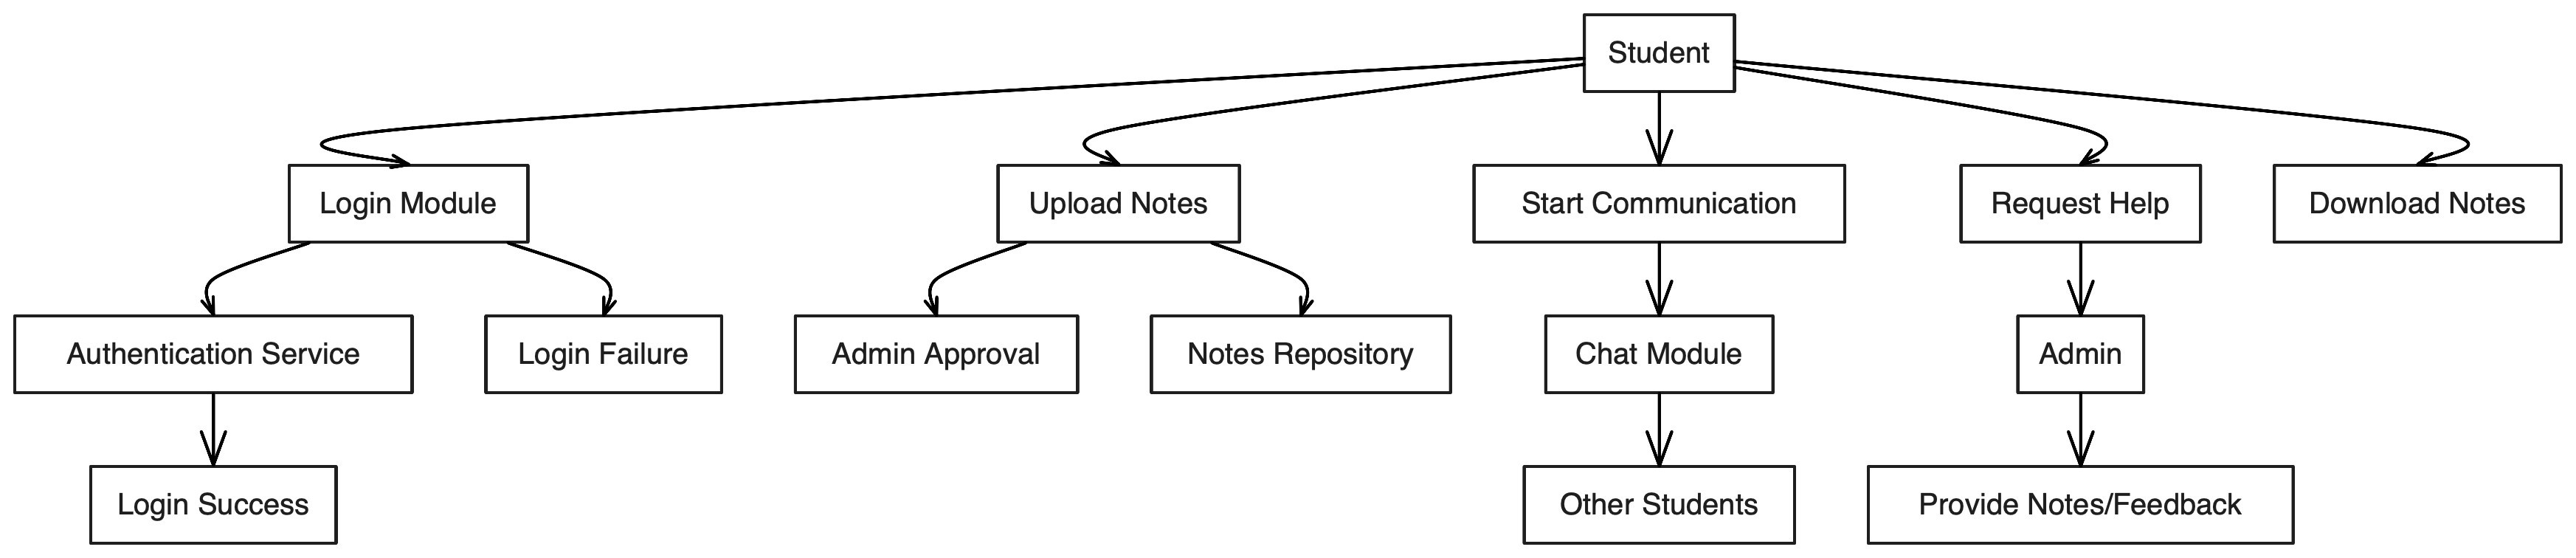 Student
Login Module
Upload Notes
Start Communication
Request Help
Download Notes
Authentication Service
Login Failure
Admin Approval
Notes Repository
Chat Module
Admin
Login Success
Other Students
Provide Notes/Feedback